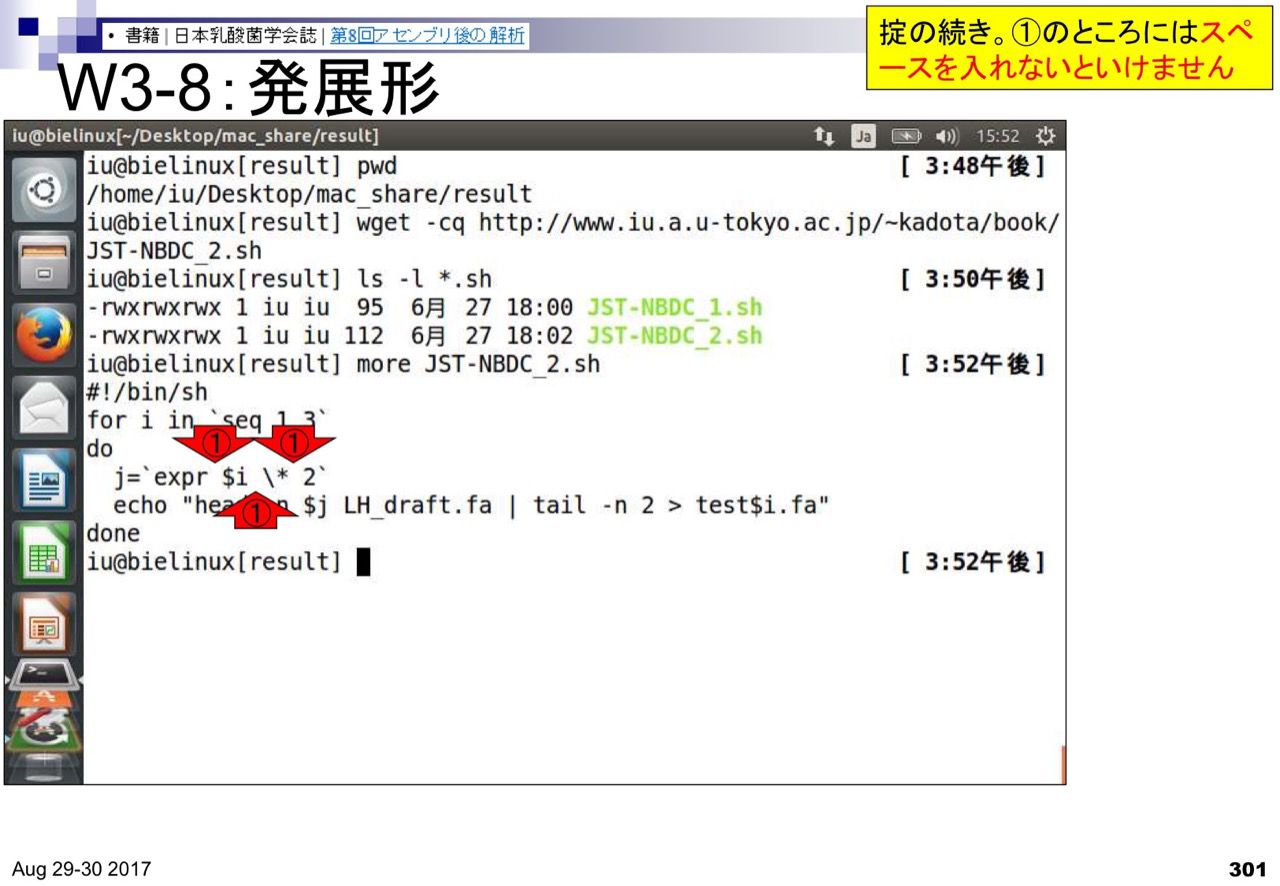 • 書籍 | 日本乳酸菌学会誌 | 第8回アセンブリ後の解析
掟の続き。①のところにはスペ
ースを入れないといけません
W3-8：発展形
iu@bielinux[~/Desktop/mac_share/result] Ja 15:52
iu@bielinux[result] pwd [ 3:48午後]
/home/iu/Desktop/mac_share/result
iu@bielinux[result] wget -cq http://www.iu.a.u-tokyo.ac.jp/~kadota/book/
JST-NBDC_2.sh
iu@bielinux[result] ls -l *.sh [ 3:50午後]
-rwxrwxrwx 1 iu iu  95  6月 27 18:00 JST-NBDC_1.sh
-rwxrwxrwx 1 iu iu 112  6月 27 18:02 JST-NBDC_2.sh
iu@bielinux[result] more JST-NBDC_2.sh [ 3:52午後]
#!/bin/sh
for i in `seq 1 3`
① ①
do
  j=`expr $i \* 2`
  echo "head -n $j LH_draft.fa | tail -n 2 > test$i.fa"
①
done
iu@bielinux[result] [ 3:52午後]
Aug 29-30 2017
301